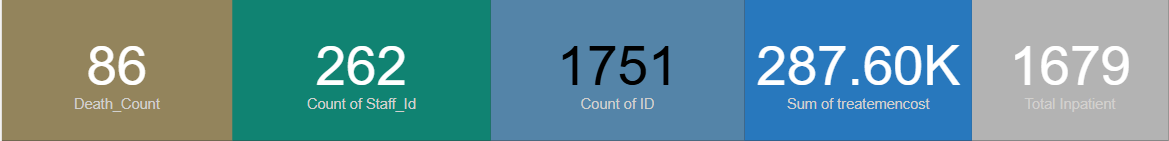 86
Death_Count
262
Count of Staff_Id
1751
Count of ID
287.60K
Sum of treatemencost
1679
Total Inpatient